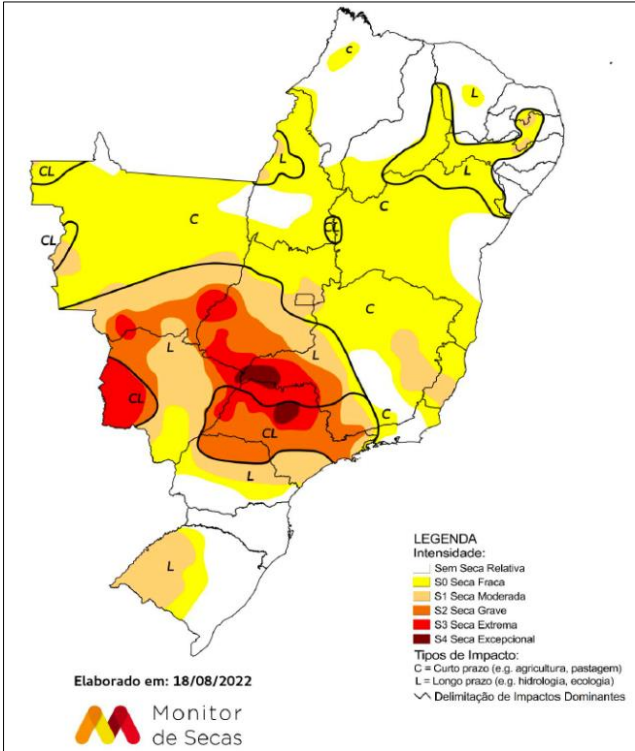 C
L
CL
L
L
C
CL
L
C
C
L
L
CL
CL
C
L
L
LEGENDA
Intensidade:
Sem Seca Relativa
S0 Seca Fraca
S1 Seca Moderada
S2 Seca Grave
S3 Seca Extrema
S4 Seca Excepcional
Tipos de Impacto:
C = Curto prazo (e.g. agricultura, pastagem)
L = Longo prazo (e.g. hidrologia, ecologia)
Delimitação de Impactos Dominantes
Elaborado em: 18/08/2022
Monitor
de Secas